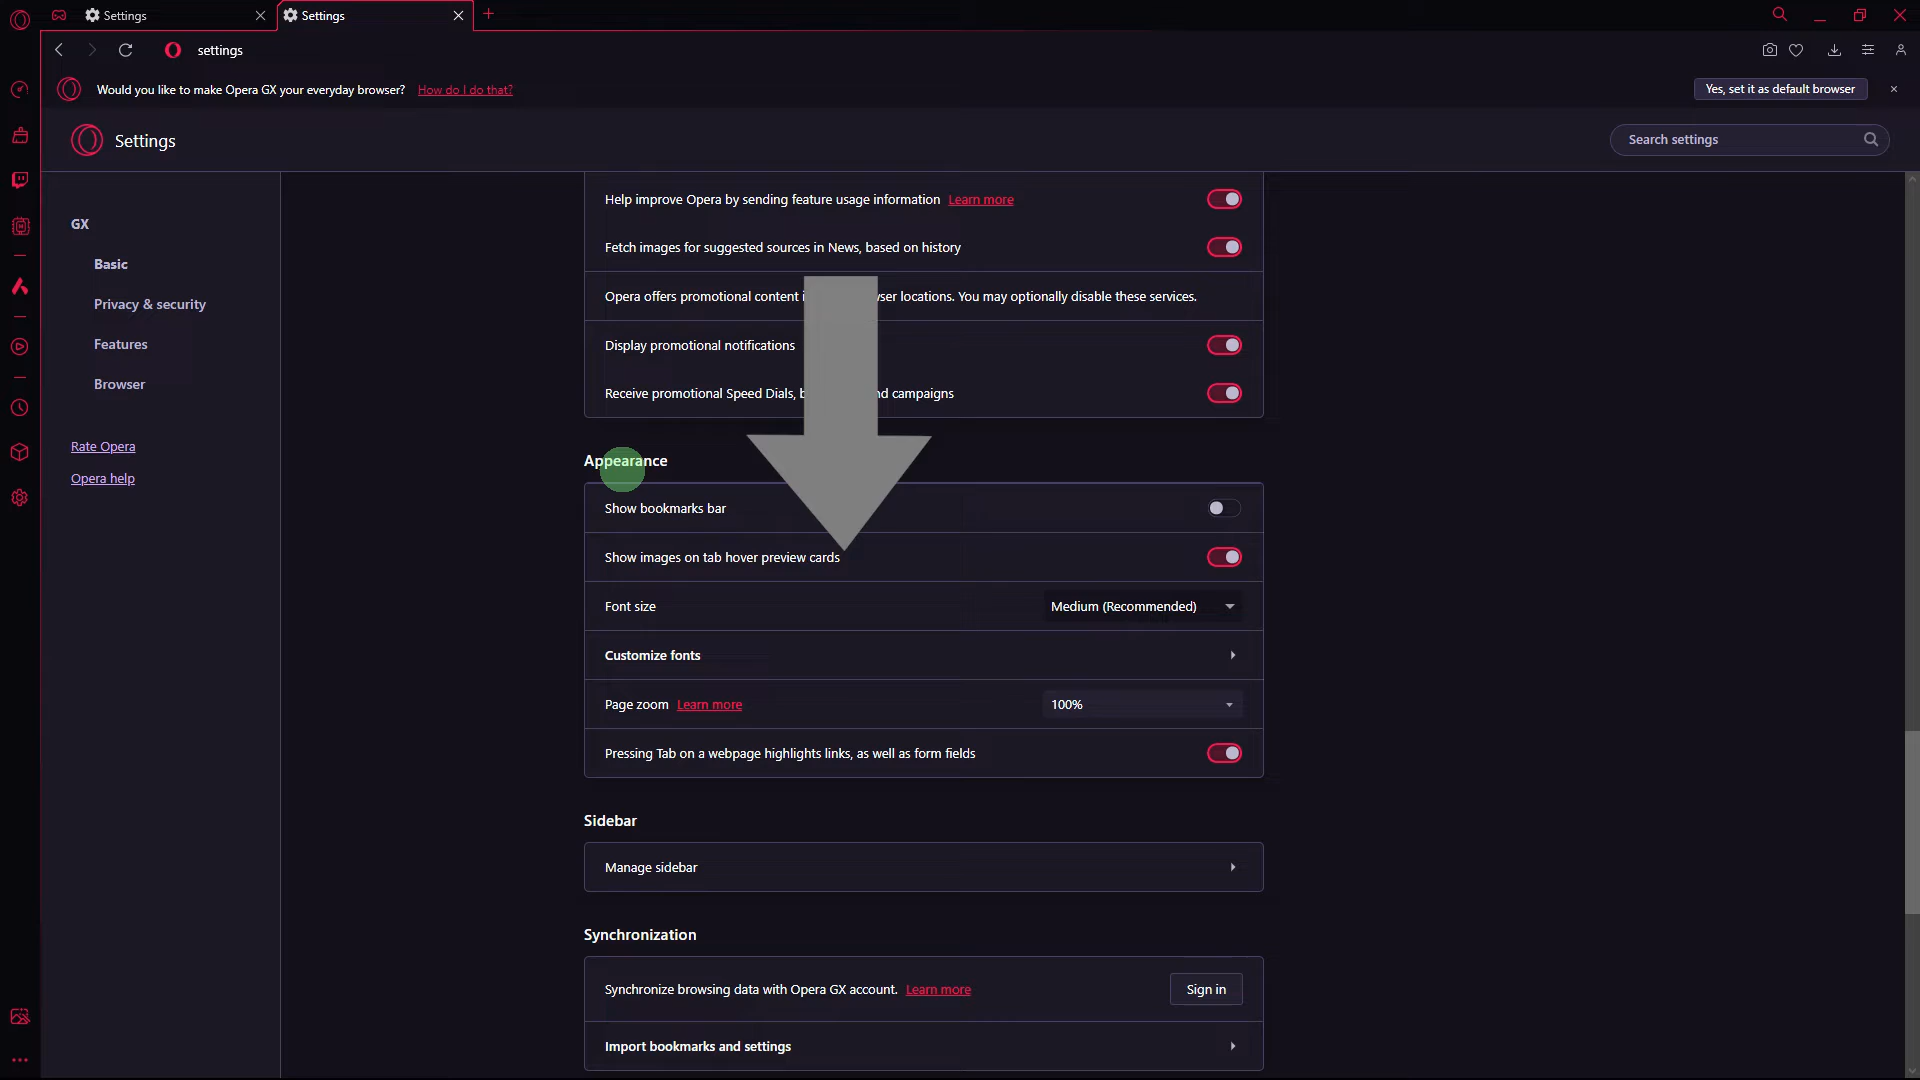 Settings
Settings
settings
Would you like to make Opera GX your everyday browser? How do I do that?
Yes, set it as default browser
Settings
Search settings
GX
Basic
Privacy & security
Features
Browser
Rate Opera
Opera help
Help improve Opera by sending feature usage information Learn more
Fetch images for suggested sources in News, based on history
Opera offers promotional content locations. You may optionally disable these services.
Display promotional notifications
Receive promotional Speed Dials, campaigns
Appearance
Show bookmarks bar
Show images on tab hover preview cards
Font size
Medium (Recommended)
Customize fonts
Page zoom Learn more
100%
Pressing Tab on a webpage highlights links, as well as form fields
Sidebar
Manage sidebar
Synchronization
Synchronize browsing data with Opera GX account. Learn more
Sign in
Import bookmarks and settings